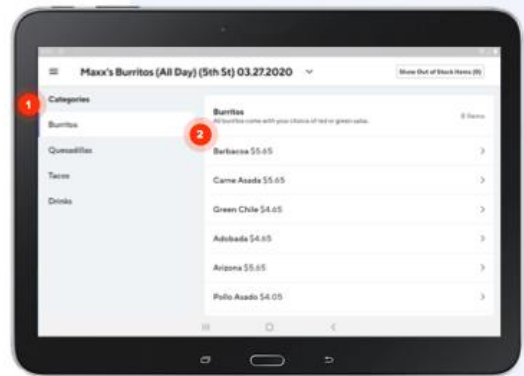 Maxx's Burritos (All Day) (5th St) 03.27.2020
Show Out of Stock Items (0)
1
Categories
Burritos
Quesadillas
Tacos
Drinks
2
Burritos
All burritos come with your choice of red or green salsa.
8 Items
Barbacoa $5.65
Carne Asada $5.65
Green Chile $4.65
Adobada $4.65
Arizona $5.65
Pollo Asado $4.05